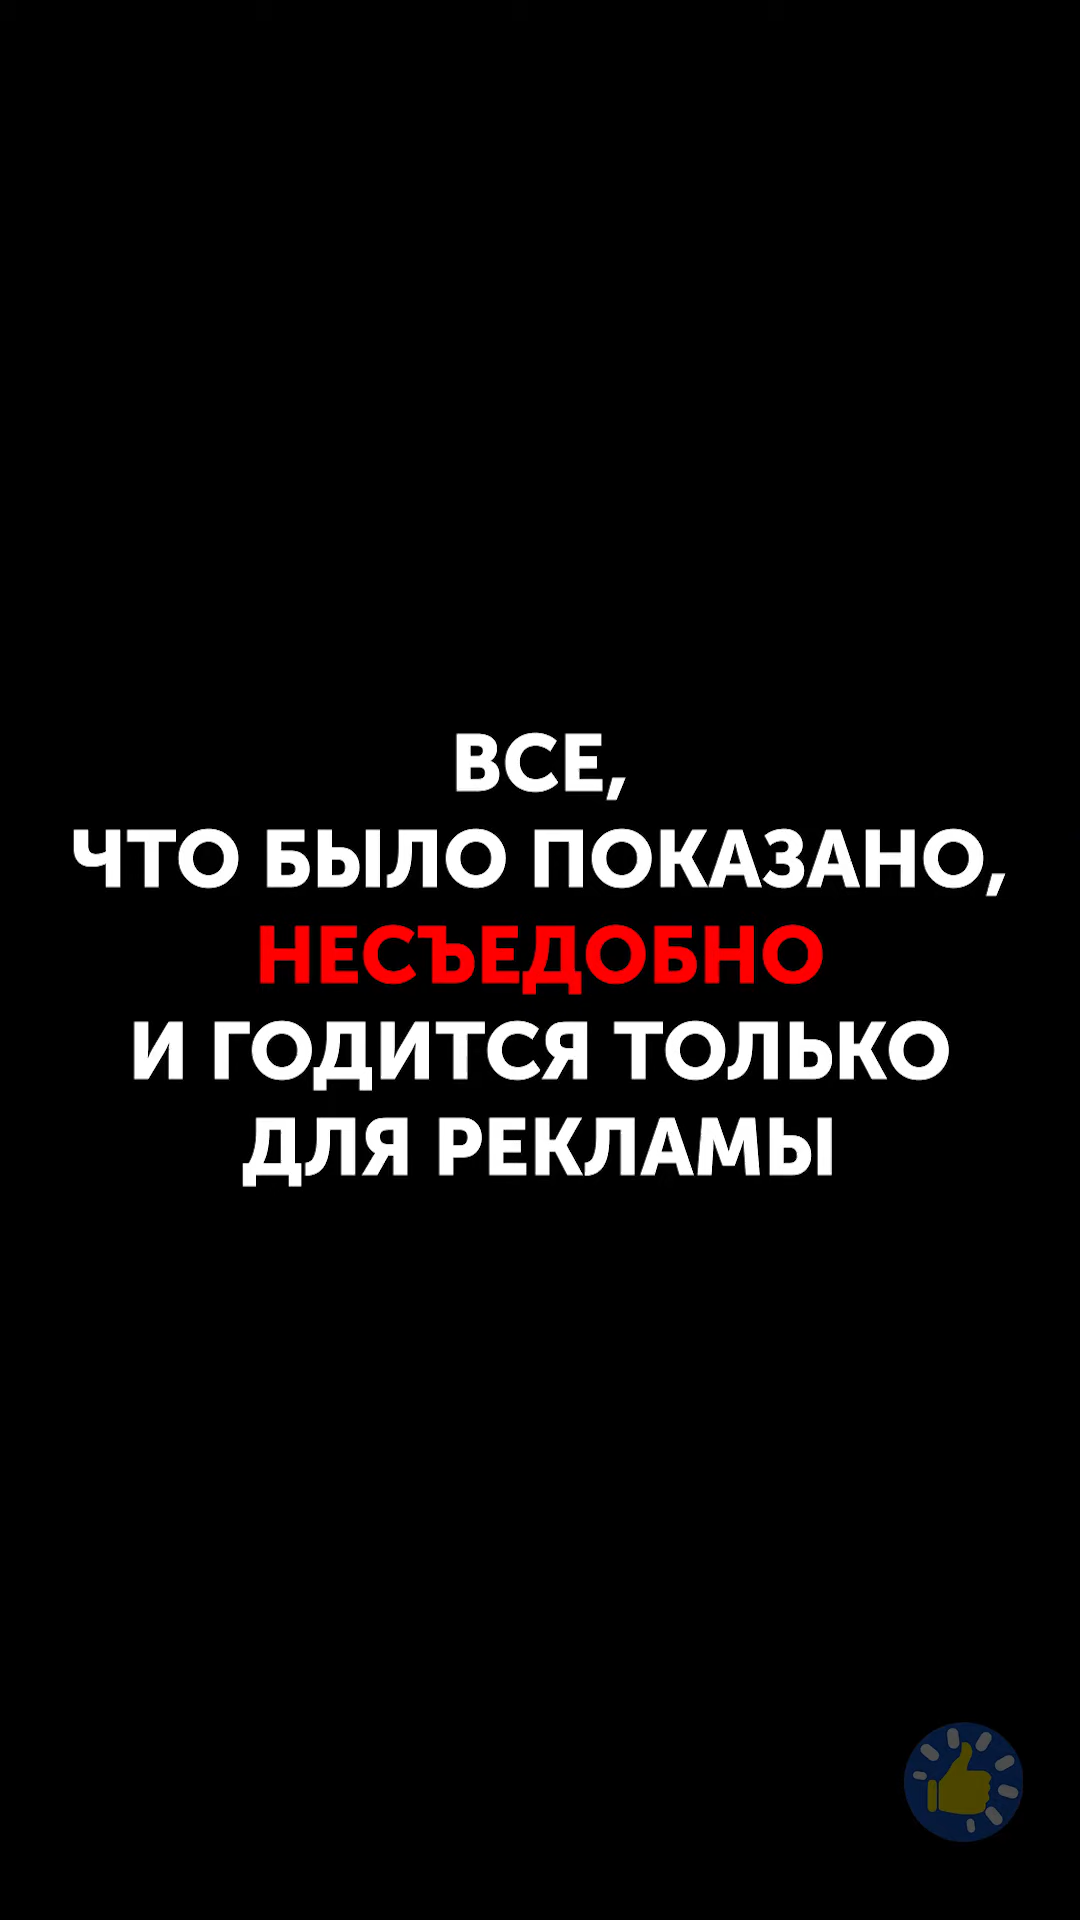 ВСЕ,
ЧТО БЫЛО ПОКАЗАНО,
НЕСЪЕДОБНО
И ГОДИТСЯ ТОЛЬКО
ДЛЯ РЕКЛАМЫ